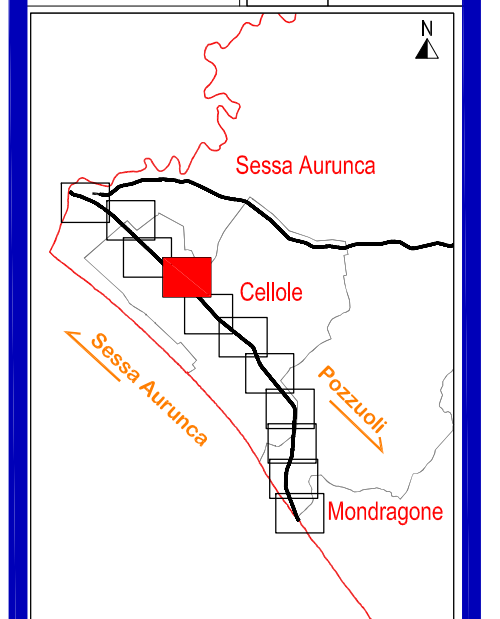 N
Sessa Aurunca
Cellole
Sessa Aurunca
Pozzuoli
Mondragone